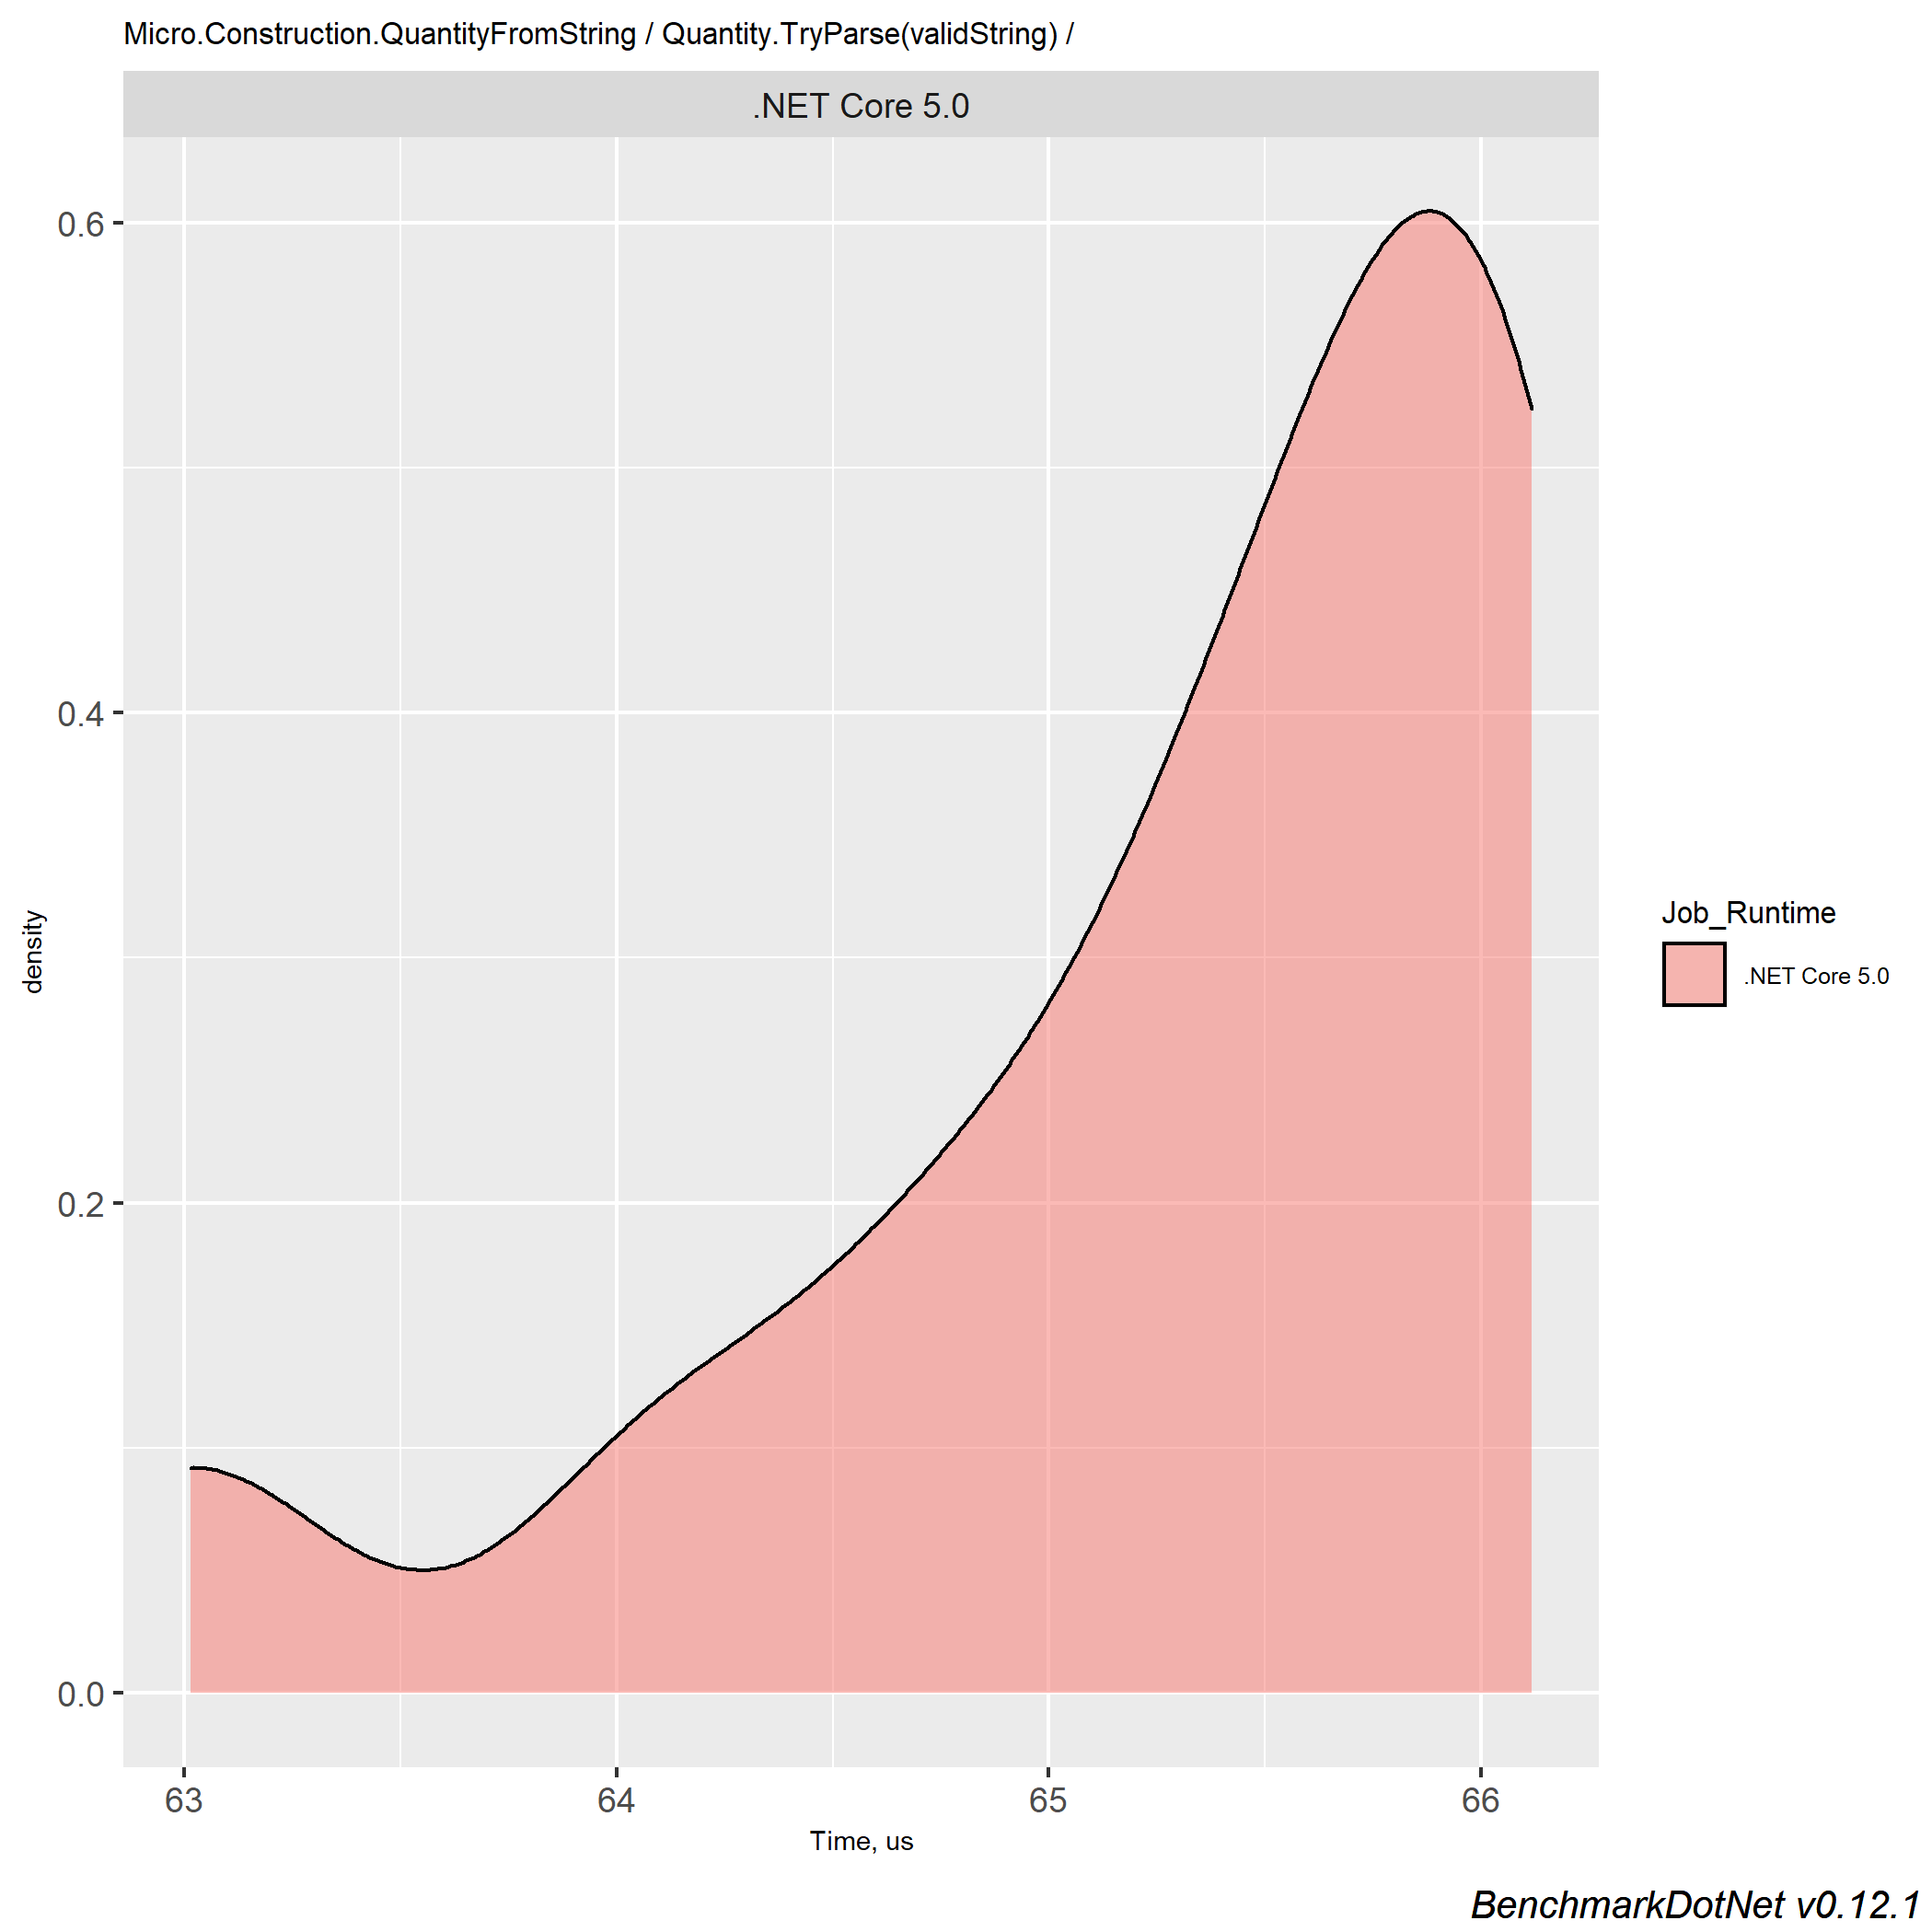 Micro.Construction.QuantityFromString / Quantity.TryParse(validString) /
.NET Core 5.0
0.6
0.4
0.2
0.0
density
63 64 65 66
Time, us
Job_Runtime
.NET Core 5.0
BenchmarkDotNet v0.12.1